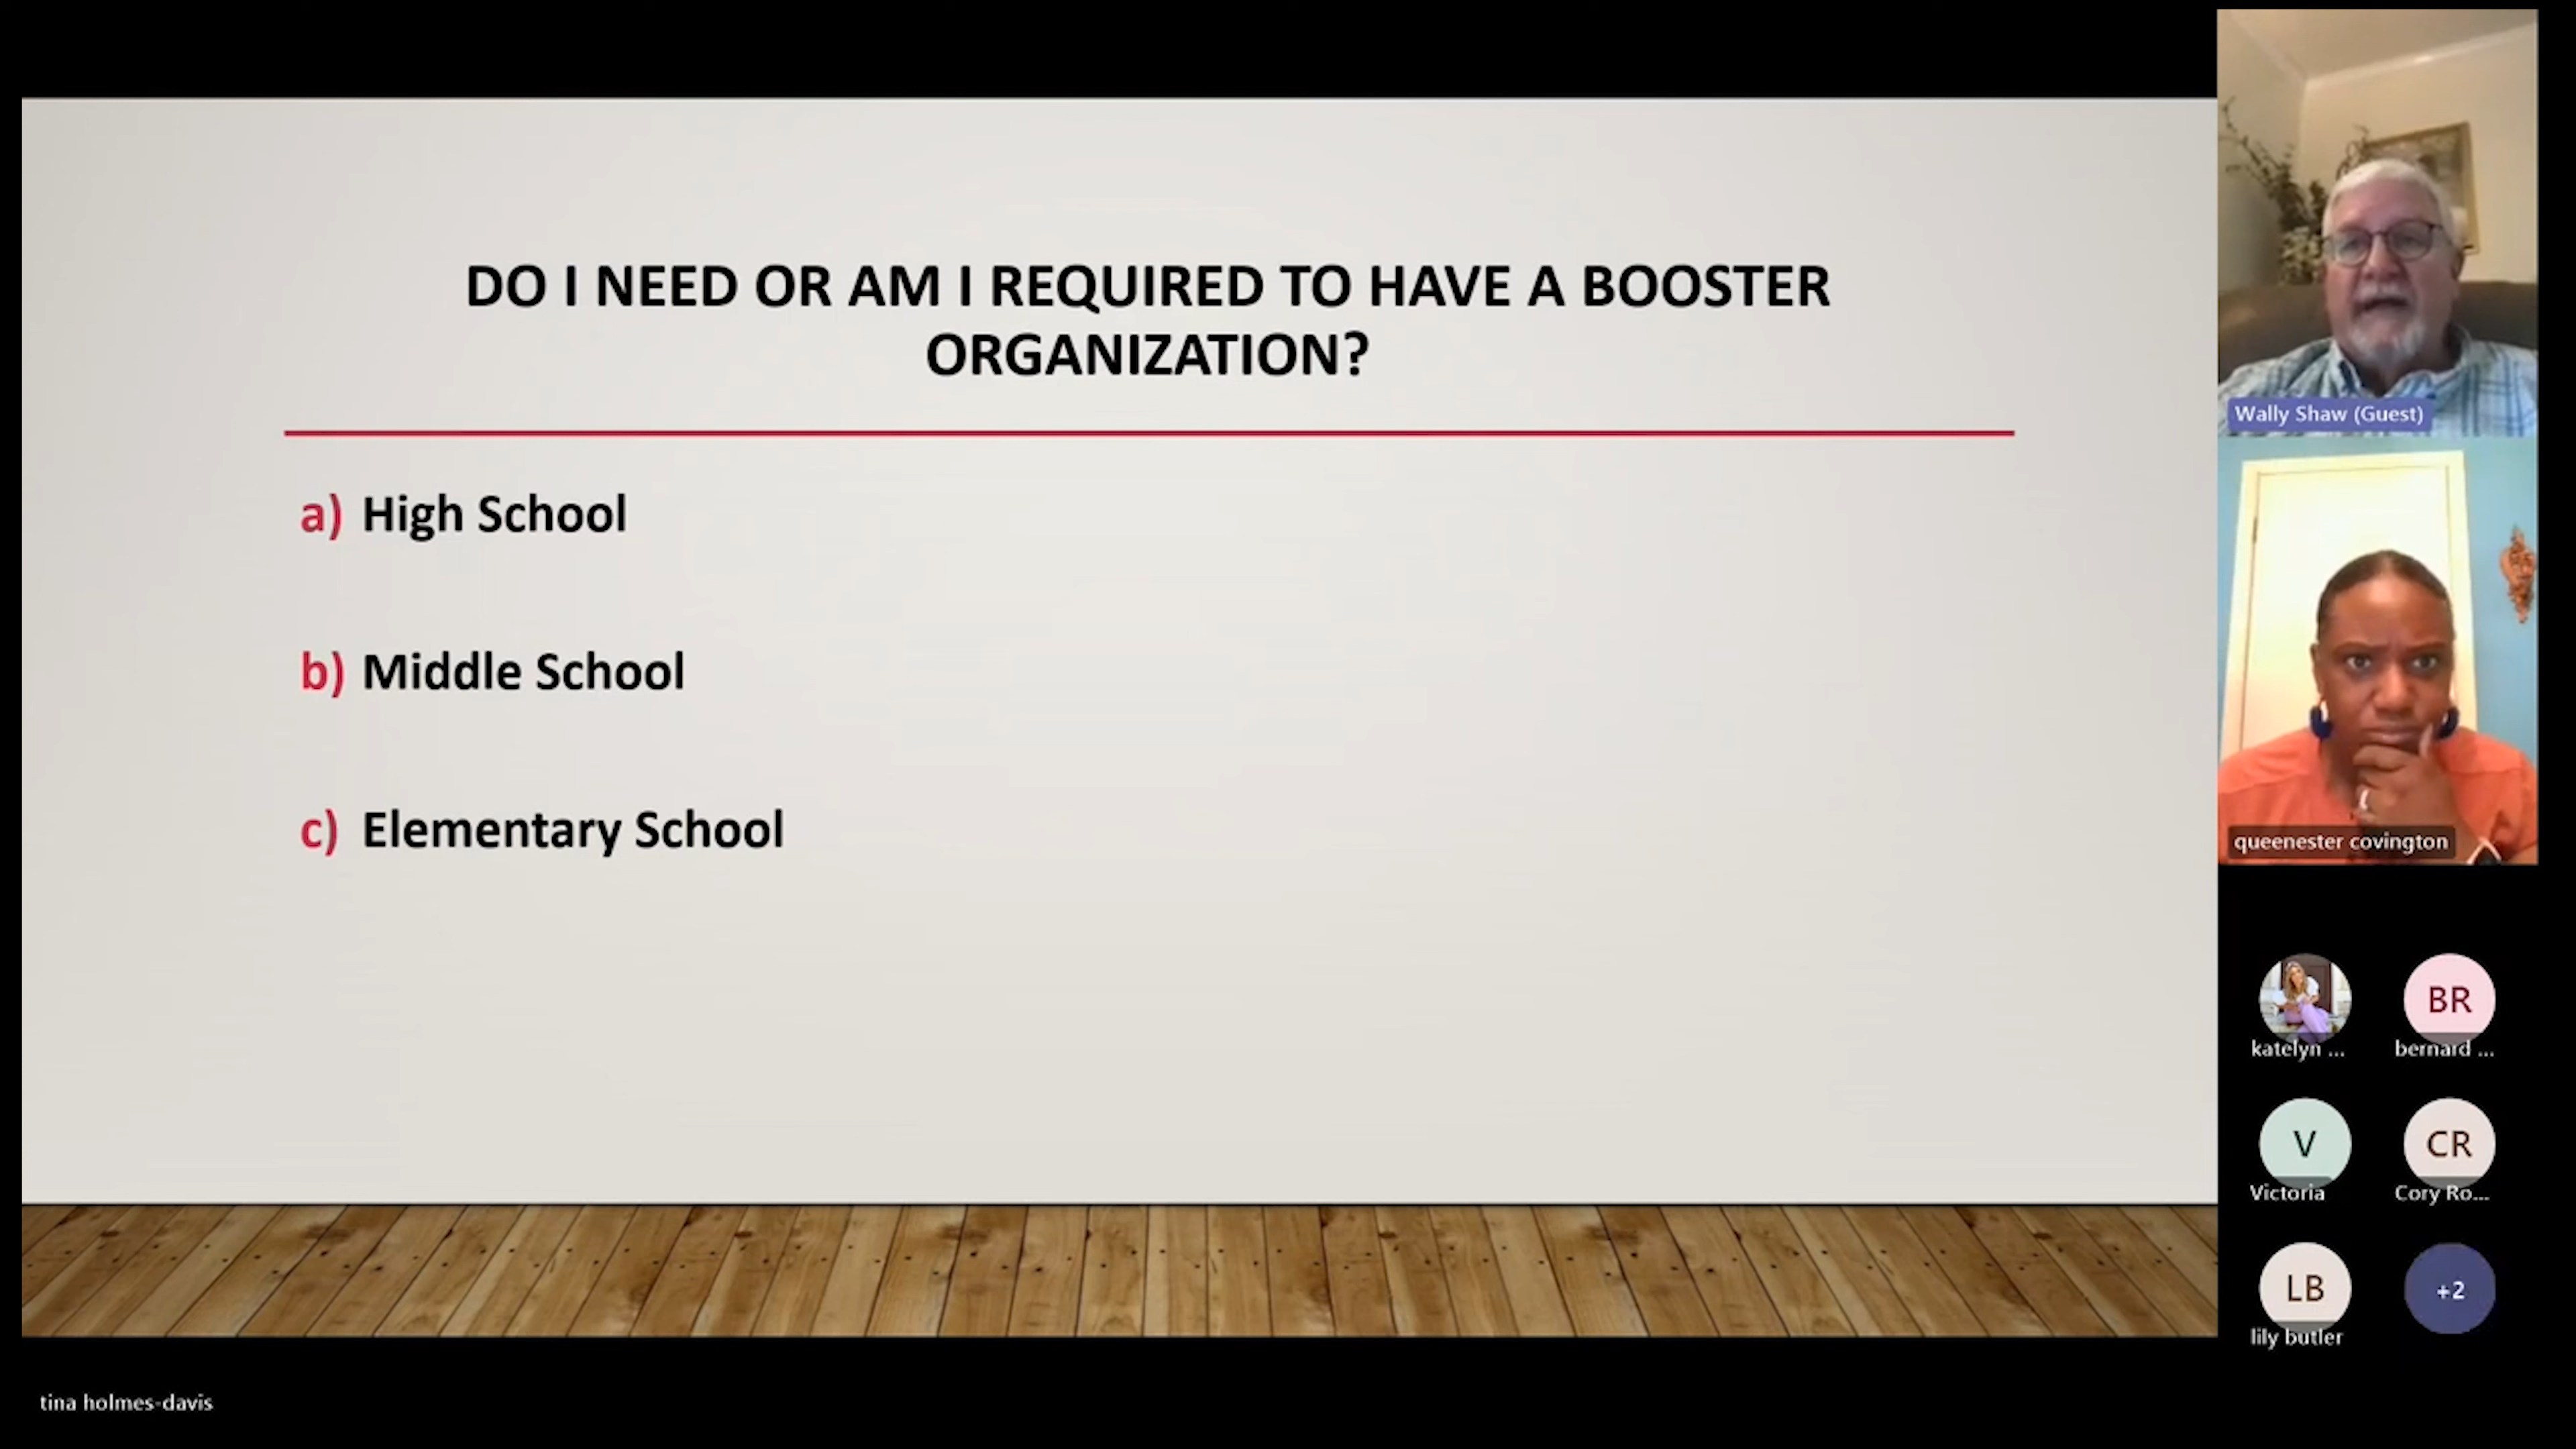 DO I NEED OR AM I REQUIRED TO HAVE A BOOSTER
ORGANIZATION?
a) High School
b) Middle School
c) Elementary School
Wally Shaw (Guest)
queenester covington
katelyn ...
BR
bernard ...
V
Victoria
CR
Cory Ro...
LB
lily butler
+2
tina holmes-davis